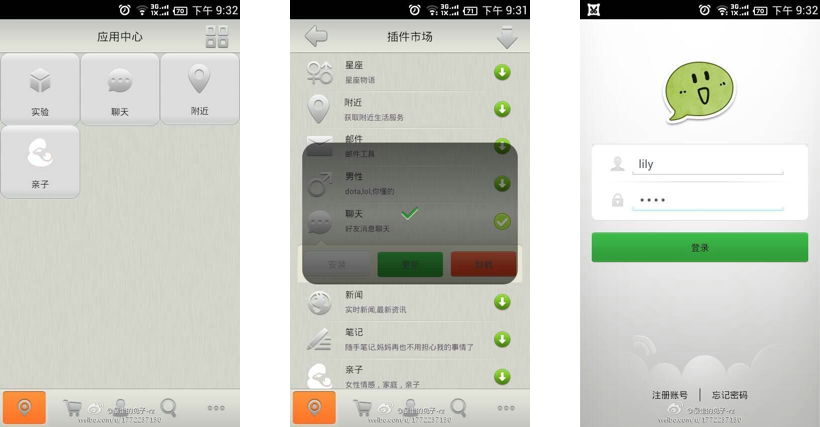 3G
1X
70
下午 9:32
应用中心
实验
聊天
附近
亲子
weibo.com/u/1772237130
3G
1X
71
下午 9:31
插件市场
星座
星座物语
附近
获取附近生活服务
邮件
邮件工具
男性
dota,lol,你懂的
聊天
好友消息聊天
安装
更新
卸载
新闻
实时新闻,最新资讯
笔记
随手笔记,妈妈再也不用担心我的事情了
亲子
女性情感，家庭，亲子
weibo.com/u/1772237130
3G
1X
70
下午 9:32
lily
登录
注册账号
忘记密码
weibo.com/u/1772237130